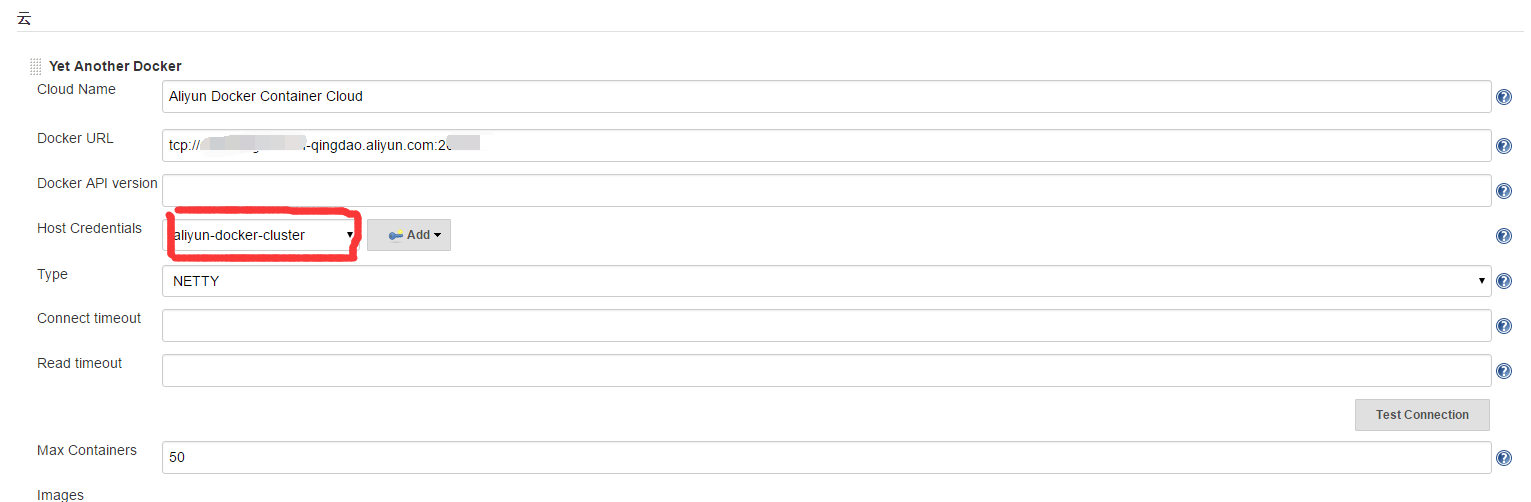 云
Yet Another Docker
Cloud Name
Aliyun Docker Container Cloud
Docker URL
tcp:// -qingdao.aliyun.com:2
Docker API version
Host Credentials
aliyun-docker-cluster
Add
Type
NETTY
Connect timeout
Read timeout
Test Connection
Max Containers
50
Images